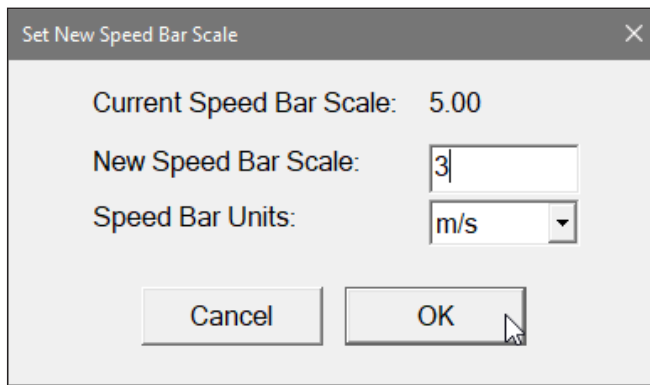 Set New Speed Bar Scale
Current Speed Bar Scale: 5.00
New Speed Bar Scale: 3
Speed Bar Units: m/s
Cancel OK